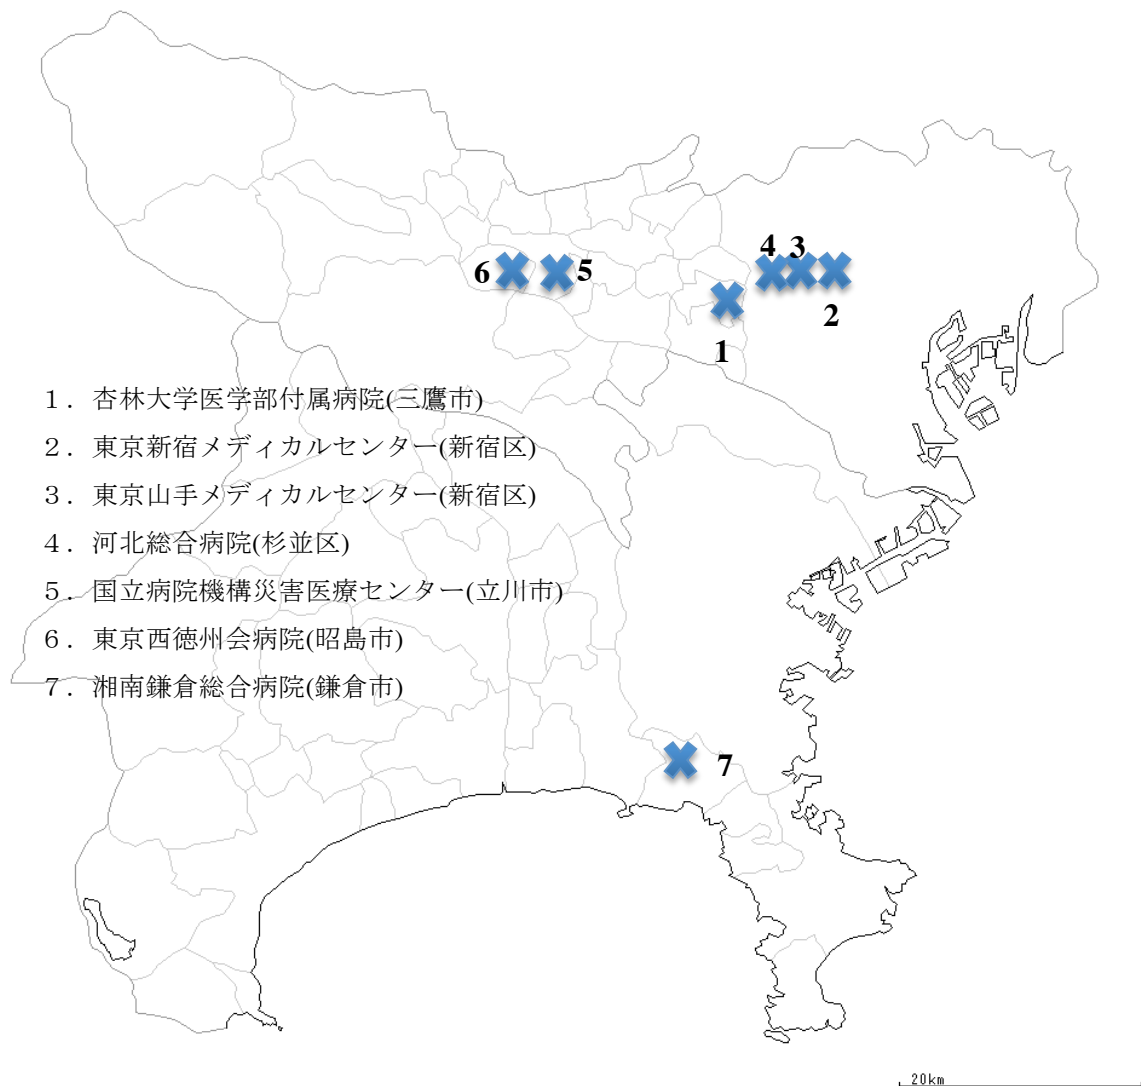 4
3
6
5
2
1
1．杏林大学医学部付属病院(三鷹市)
2．東京新宿メディカルセンター(新宿区)
3．東京山手メディカルセンター(新宿区)
4．河北総合病院(杉並区)
5．国立病院機構災害医療センター(立川市)
6．東京西徳州会病院(昭島市)
7．湘南鎌倉総合病院(鎌倉市)
7
20km